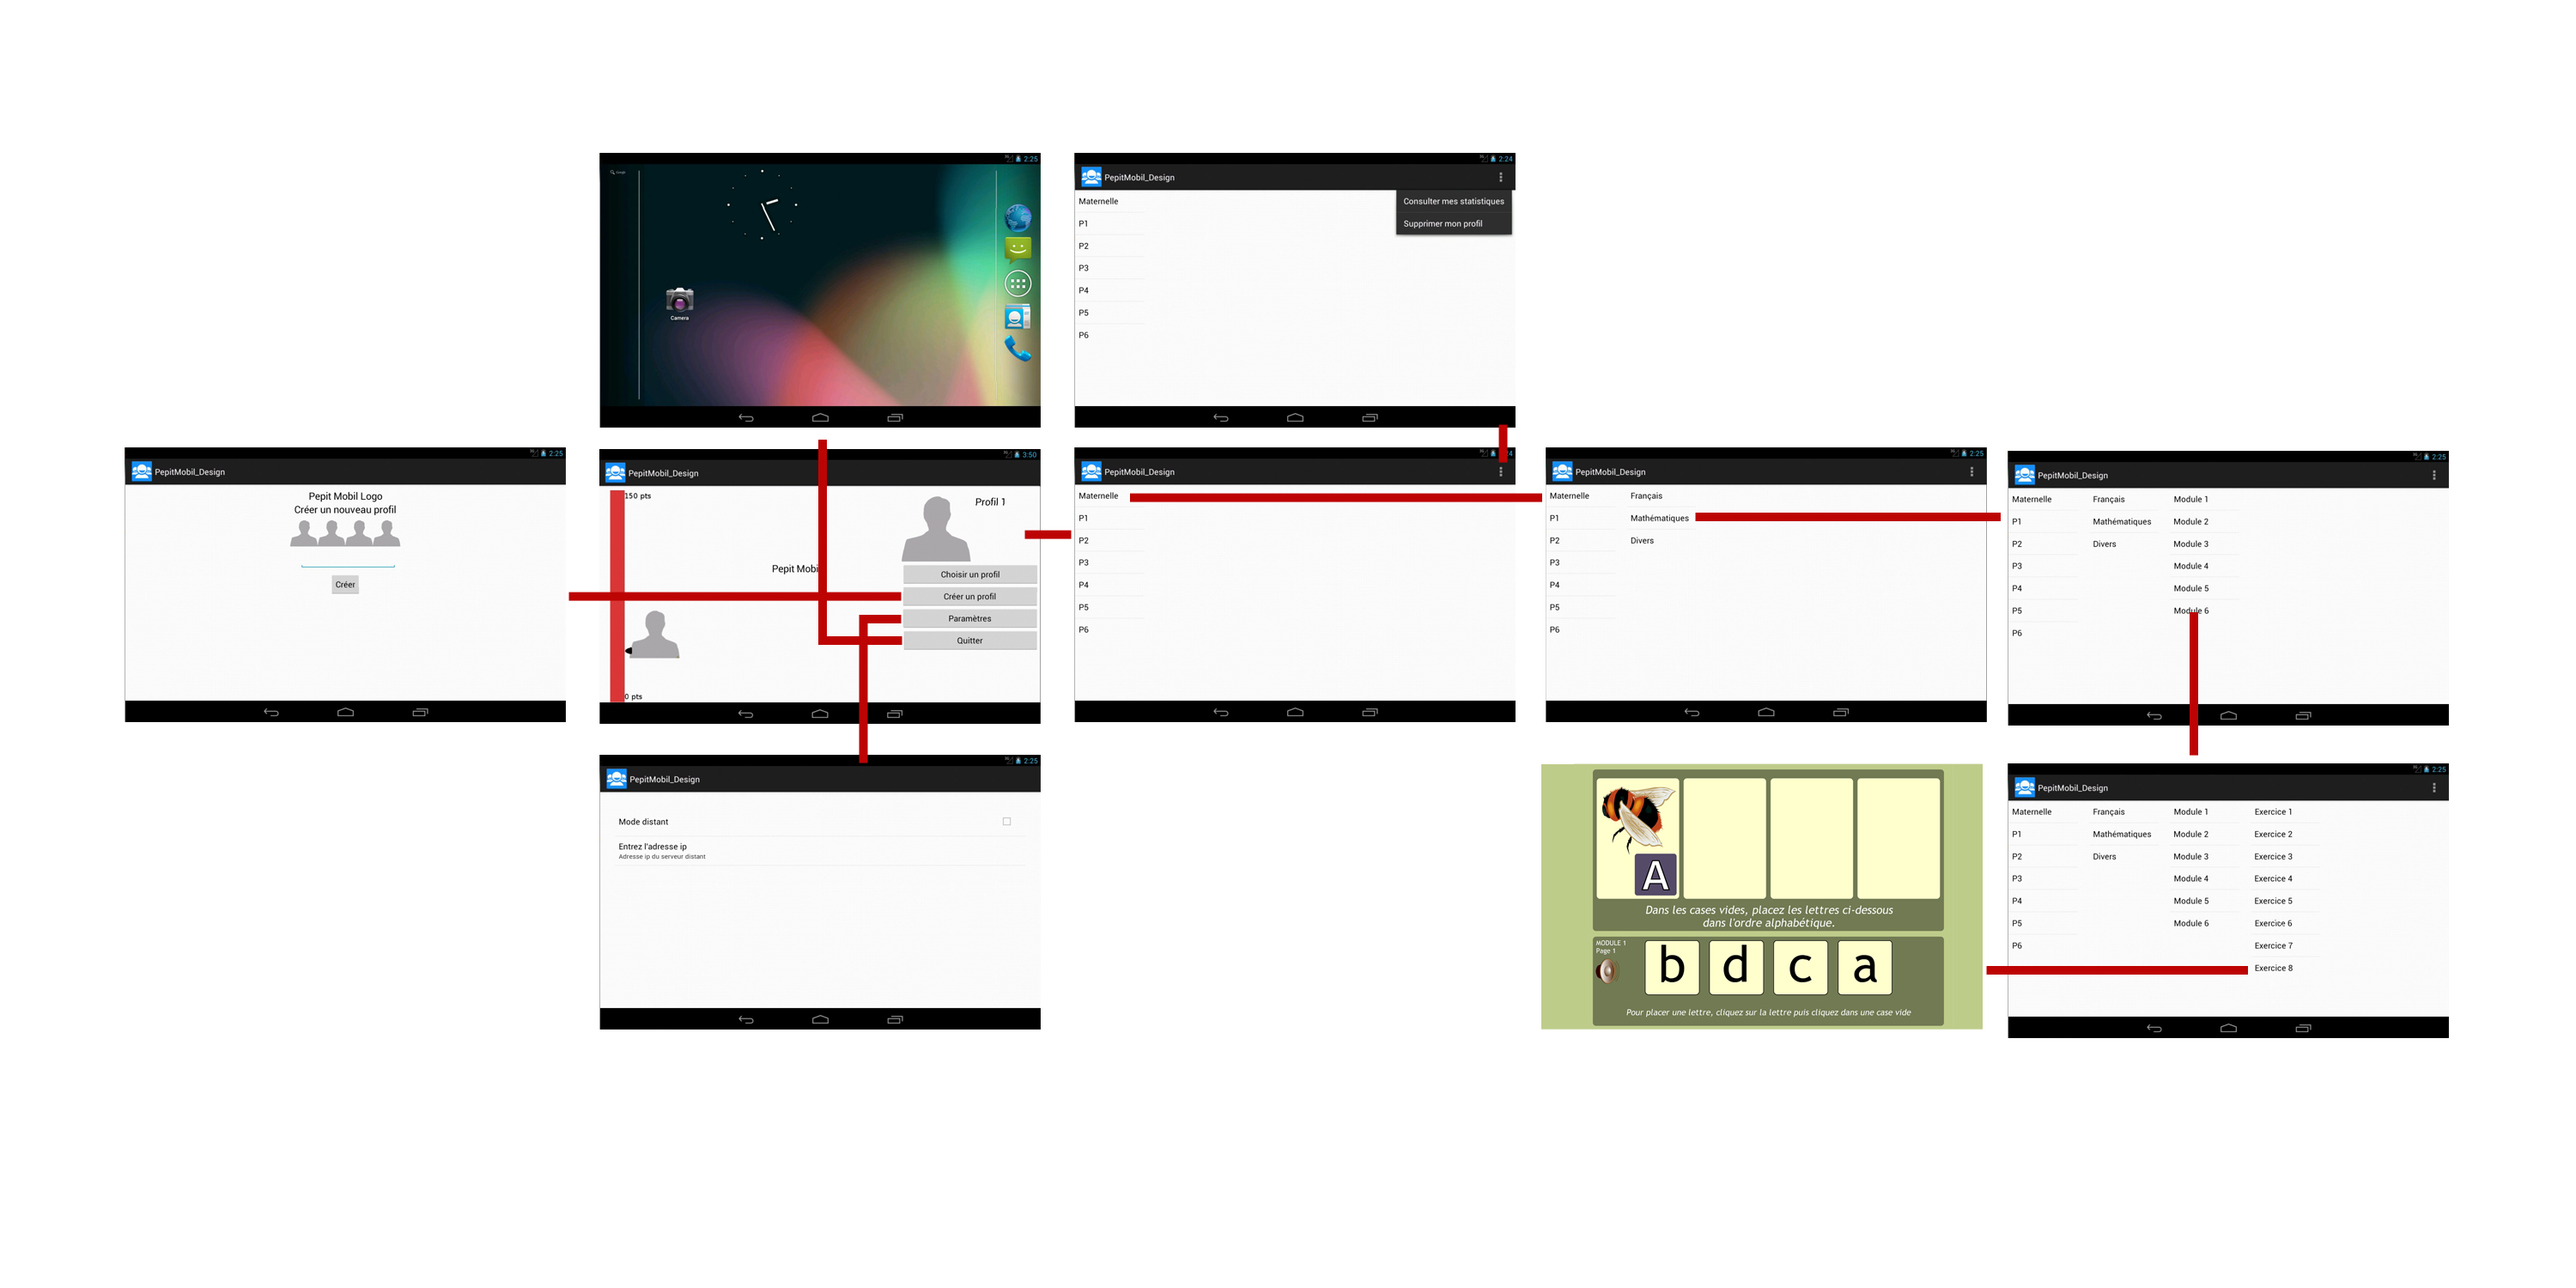 2:25
Google
Camera
2:24
PepitMobil_Design
Consulter mes statistiques
Supprimer mon profil
Maternelle
P1
P2
P3
P4
P5
P6
2:25
PepitMobil_Design
Pepit Mobil Logo
Créer un nouveau profil
Créer
3:50
PepitMobil_Design
150 pts
Profil 1
Pepit Mobi
Choisir un profil
Créer un profil
Paramètres
Quitter
0 pts
PepitMobil_Design
Maternelle
P1
P2
P3
P4
P5
P6
2:25
PepitMobil_Design
Maternelle Français
P1 Mathématiques
P2 Divers
P3
P4
P5
P6
2:25
PepitMobil_Design
Maternelle Français Module 1
P1 Mathématiques Module 2
P2 Divers Module 3
P3 Module 4
P4 Module 5
P5 Module 6
P6
2:25
PepitMobil_Design
Mode distant
Entrez l'adresse ip
Adresse ip du serveur distant
A
Dans les cases vides, placez les lettres ci-dessous
dans l'ordre alphabétique.
MODULE 1
Page 1
b d c a
Pour placer une lettre, cliquez sur la lettre puis cliquez dans une case vide
2:25
PepitMobil_Design
Maternelle Français Module 1 Exercice 1
P1 Mathématiques Module 2 Exercice 2
P2 Divers Module 3 Exercice 3
P3 Module 4 Exercice 4
P4 Module 5 Exercice 5
P5 Module 6 Exercice 6
P6 Exercice 7
Exercice 8